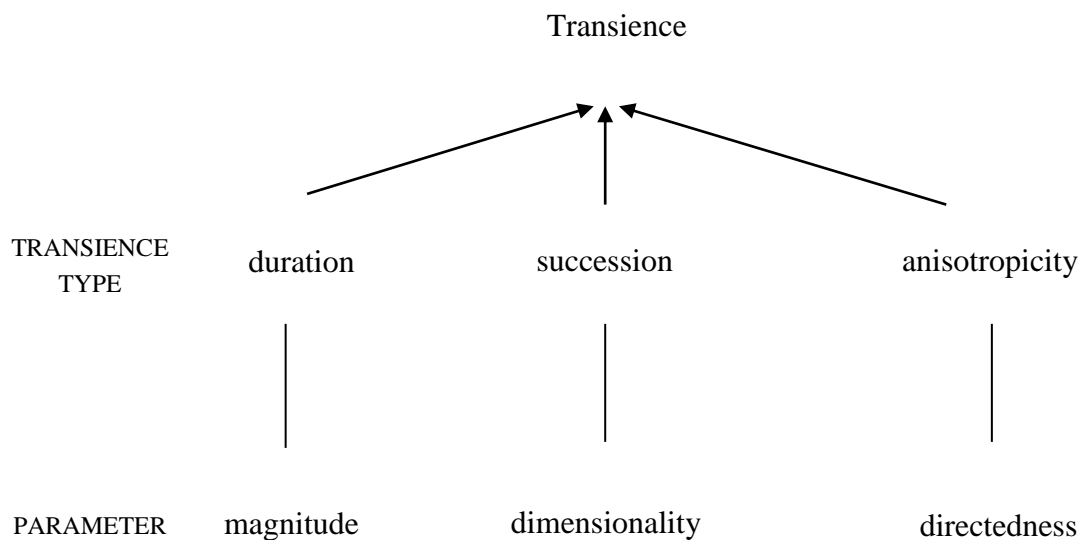 Transience
TRANSIENCE
TYPE
duration
succession
anisotropicity
PARAMETER
magnitude
dimensionality
directedness